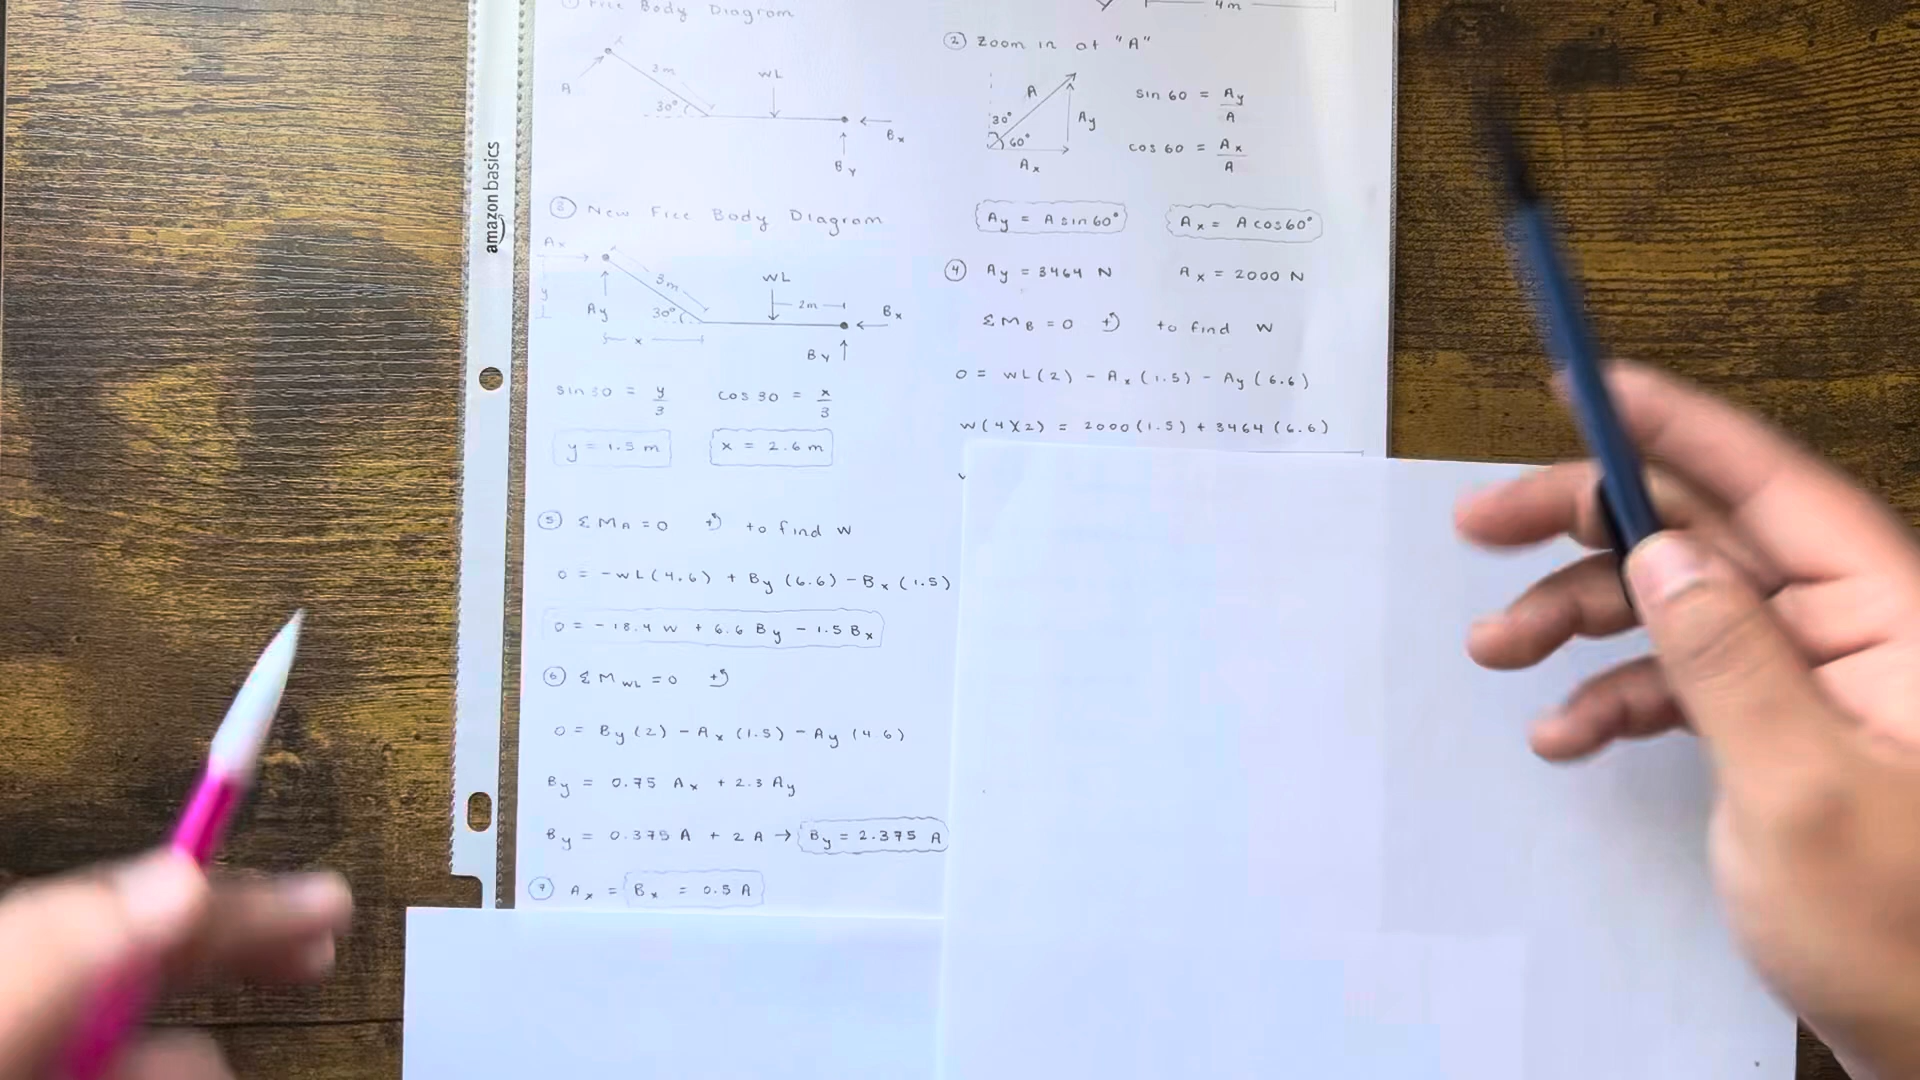 ① Free Body Diagram
A
3m
30°
WL
Bx
By
② Zoom in at "A"
4m
A
30°
60°
Ay
Ax
sin 60 = Ay / A
cos 60 = Ax / A
Ay = A sin 60°
Ax = A cos 60°
③ New Free Body Diagram
Ax
y
Ay
3m
30°
x
WL
2m
Bx
By
sin 30 = y / 3
cos 30 = x / 3
y = 1.5 m
x = 2.6 m
④ Ay = 3464 N
Ax = 2000 N
ΣMB = 0 to find W
0 = WL(2) - Ax(1.5) - Ay(6.6)
W(4)(2) = 2000(1.5) + 3464(6.6)
⑤ ΣMA = 0 to find W
0 = -WL(4.6) + By(6.6) - Bx(1.5)
0 = -18.4 W + 6.6 By - 1.5 Bx
⑥ ΣMWL = 0
0 = By(2) - Ax(1.5) - Ay(4.6)
By = 0.75 Ax + 2.3 Ay
By = 0.375 A + 2 A → By = 2.375 A
⑦ Ax = Bx = 0.5 A
amazon basics